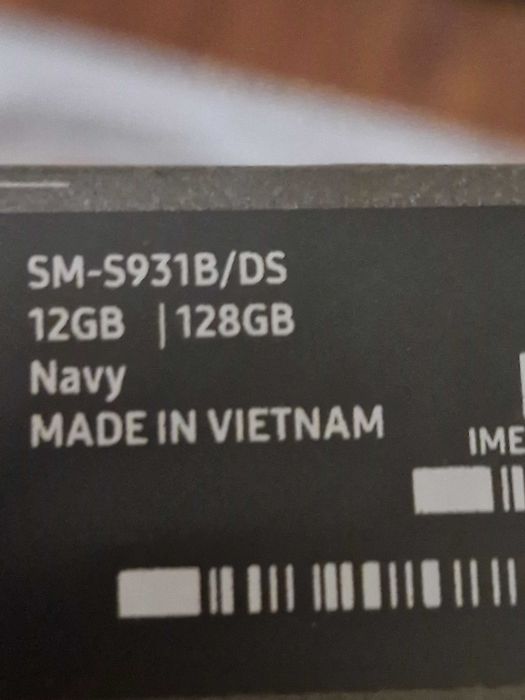 SM-S931B/DS
12GB | 128GB
Navy
MADE IN VIETNAM
IME